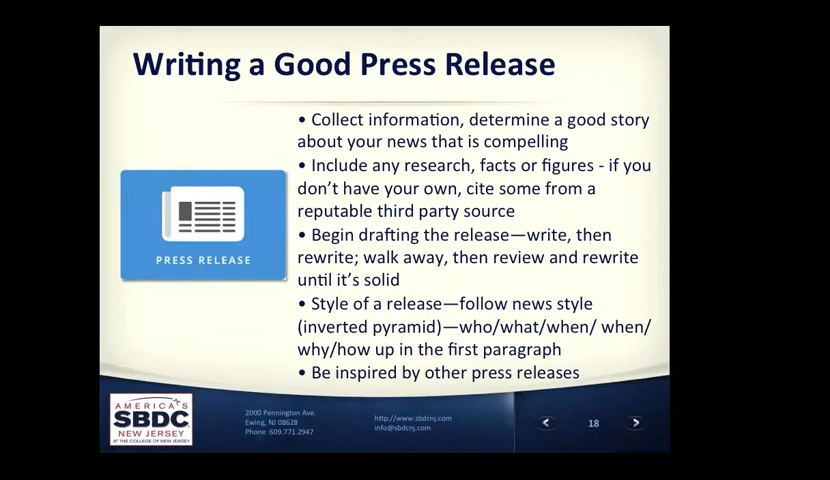 Writing a Good Press Release
• Collect information, determine a good story
about your news that is compelling
• Include any research, facts or figures - if you
don't have your own, cite some from a
reputable third party source
• Begin drafting the release—write, then
rewrite; walk away, then review and rewrite
until it's solid
• Style of a release—follow news style
(inverted pyramid)—who/what/when/ when/
why/how up in the first paragraph
• Be inspired by other press releases
PRESS RELEASE
AMERICA'S
SBDC
NEW JERSEY
AT THE COLLEGE OF NEW JERSEY
2000 Pennington Ave.
Ewing, NJ 08628
Phone 609.771.2947
http://www.sbdcnj.com
info@sbdcnj.com
18